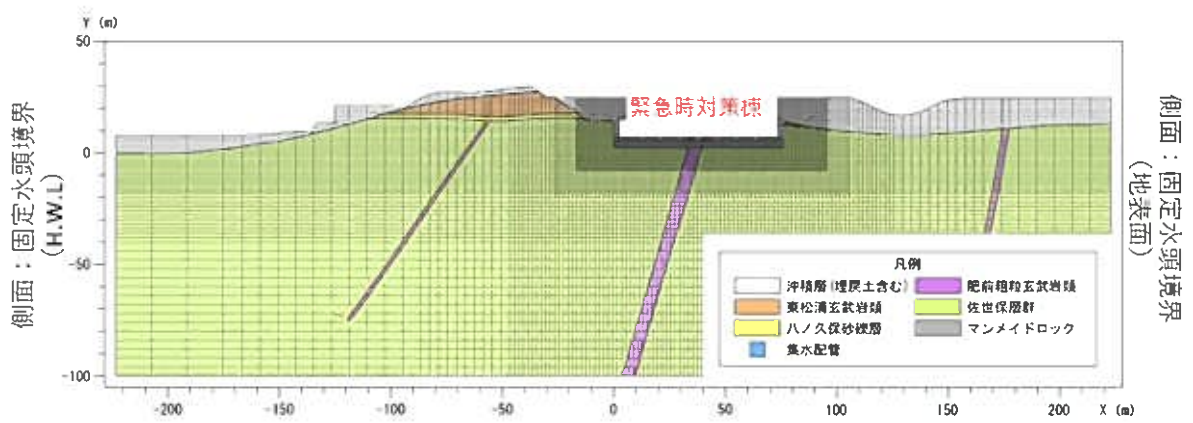 Y (m)
50
0
-50
-100
-200
-150
-100
-50
0
50
100
150
200
X (m)
側面：固定水頭境界
（H.W.L）
緊急時対策棟
側面：固定水頭境界
（地表面）
凡例
沖積層(埋戻土含む)
肥前粗粒玄武岩類
東松浦玄武岩類
佐世保層群
八ノ久保砂礫層
マンメイドロック
集水配管